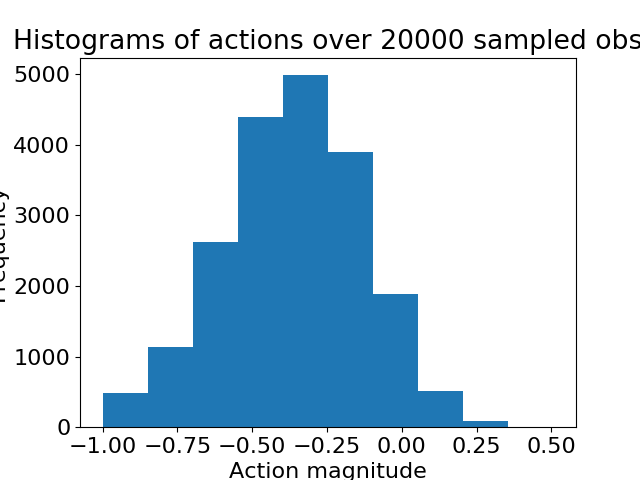 Histograms of actions over 20000 sampled obs
5000
4000
3000
2000
1000
0
Frequency
−1.00 −0.75 −0.50 −0.25 0.00 0.25 0.50
Action magnitude